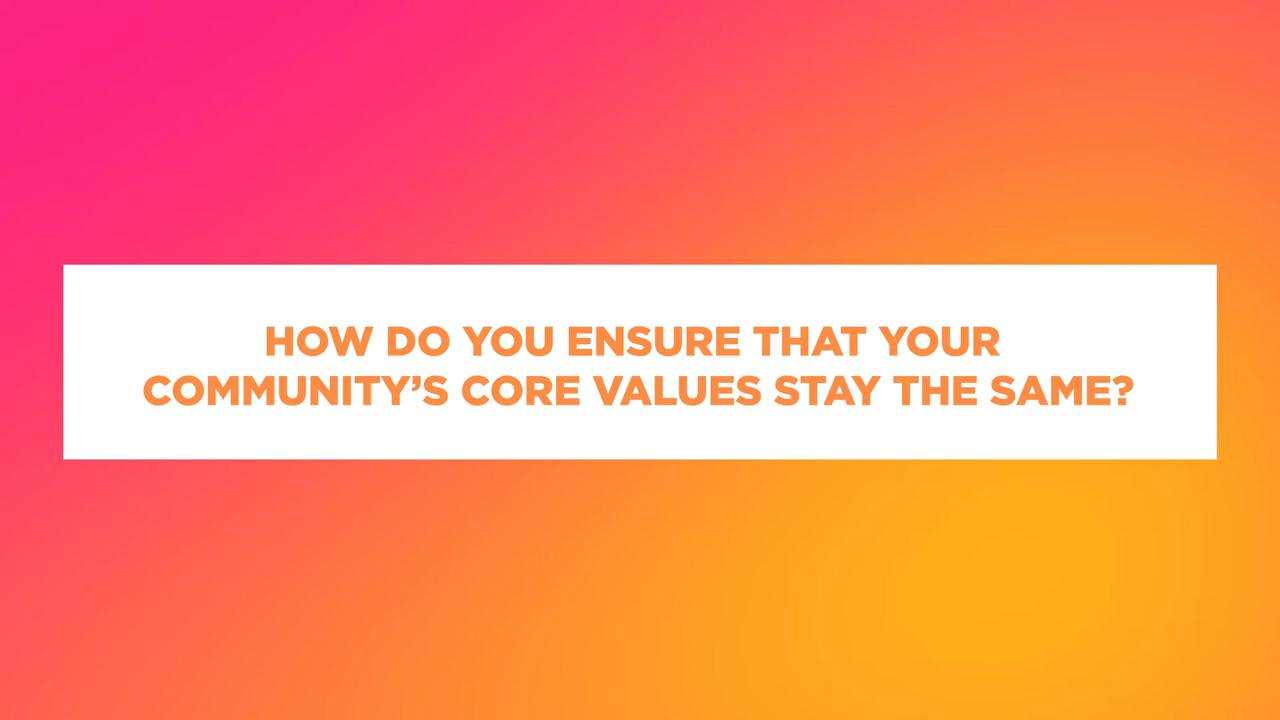 HOW DO YOU ENSURE THAT YOUR
COMMUNITY’S CORE VALUES STAY THE SAME?